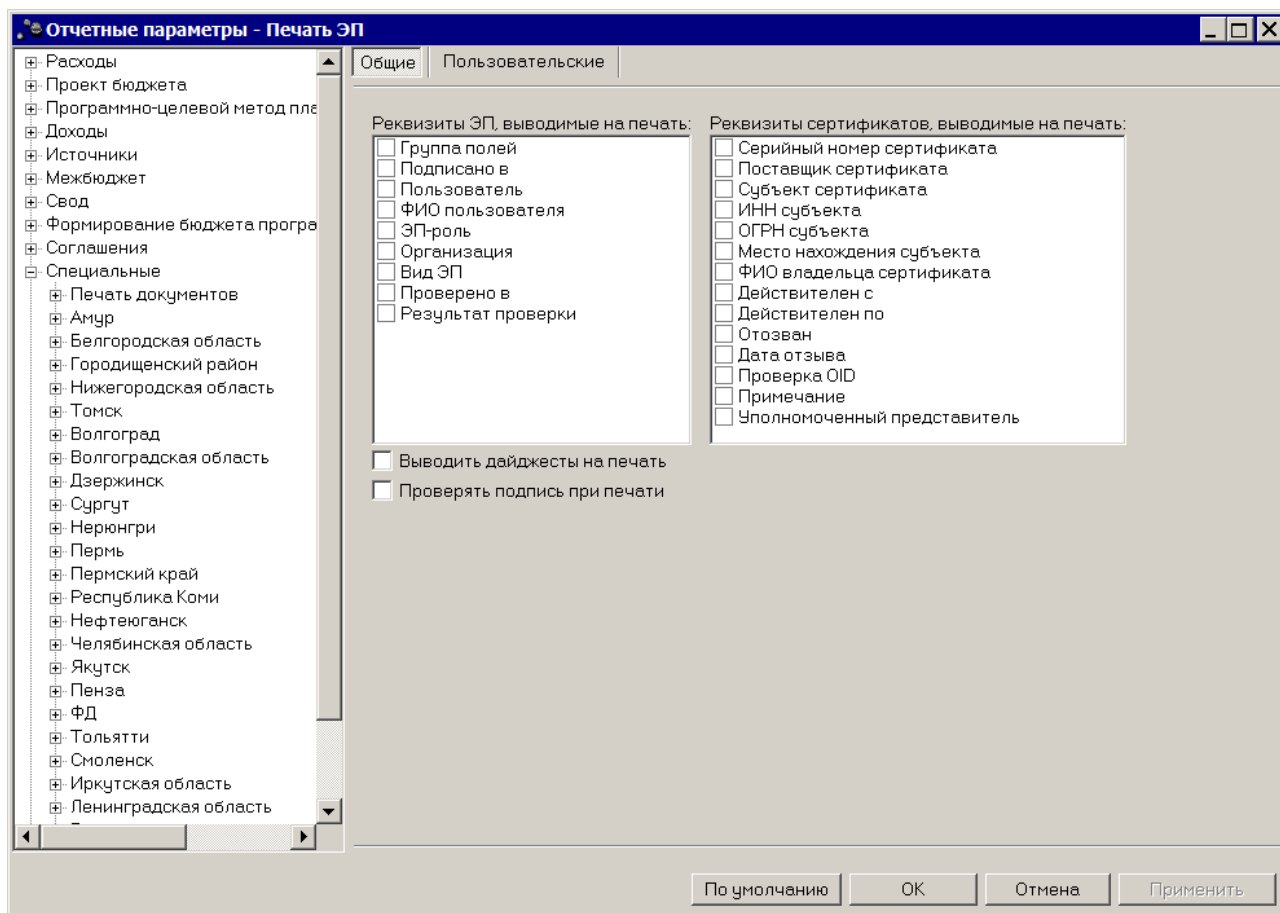 Отчетные параметры - Печать ЭП
Расходы
Проект бюджета
Программно-целевой метод пла
Доходы
Источники
Межбюджет
Свод
Формирование бюджета програ
Соглашения
Специальные
Печать документов
Амур
Белгородская область
Городищенский район
Нижегородская область
Томск
Волгоград
Волгоградская область
Дзержинск
Сургут
Нерюнгри
Пермь
Пермский край
Республика Коми
Нефтеюганск
Челябинская область
Якутск
Пенза
ФД
Тольятти
Смоленск
Иркутская область
Ленинградская область
Общие
Пользовательские
Реквизиты ЭП, выводимые на печать:
Группа полей
Подписано в
Пользователь
ФИО пользователя
ЭП-роль
Организация
Вид ЭП
Проверено в
Результат проверки
Реквизиты сертификатов, выводимые на печать:
Серийный номер сертификата
Поставщик сертификата
Субъект сертификата
ИНН субъекта
ОГРН субъекта
Место нахождения субъекта
ФИО владельца сертификата
Действителен с
Действителен по
Отозван
Дата отзыва
Проверка OID
Примечание
Уполномоченный представитель
Выводить дайджесты на печать
Проверять подпись при печати
По умолчанию
OK
Отмена
Применить